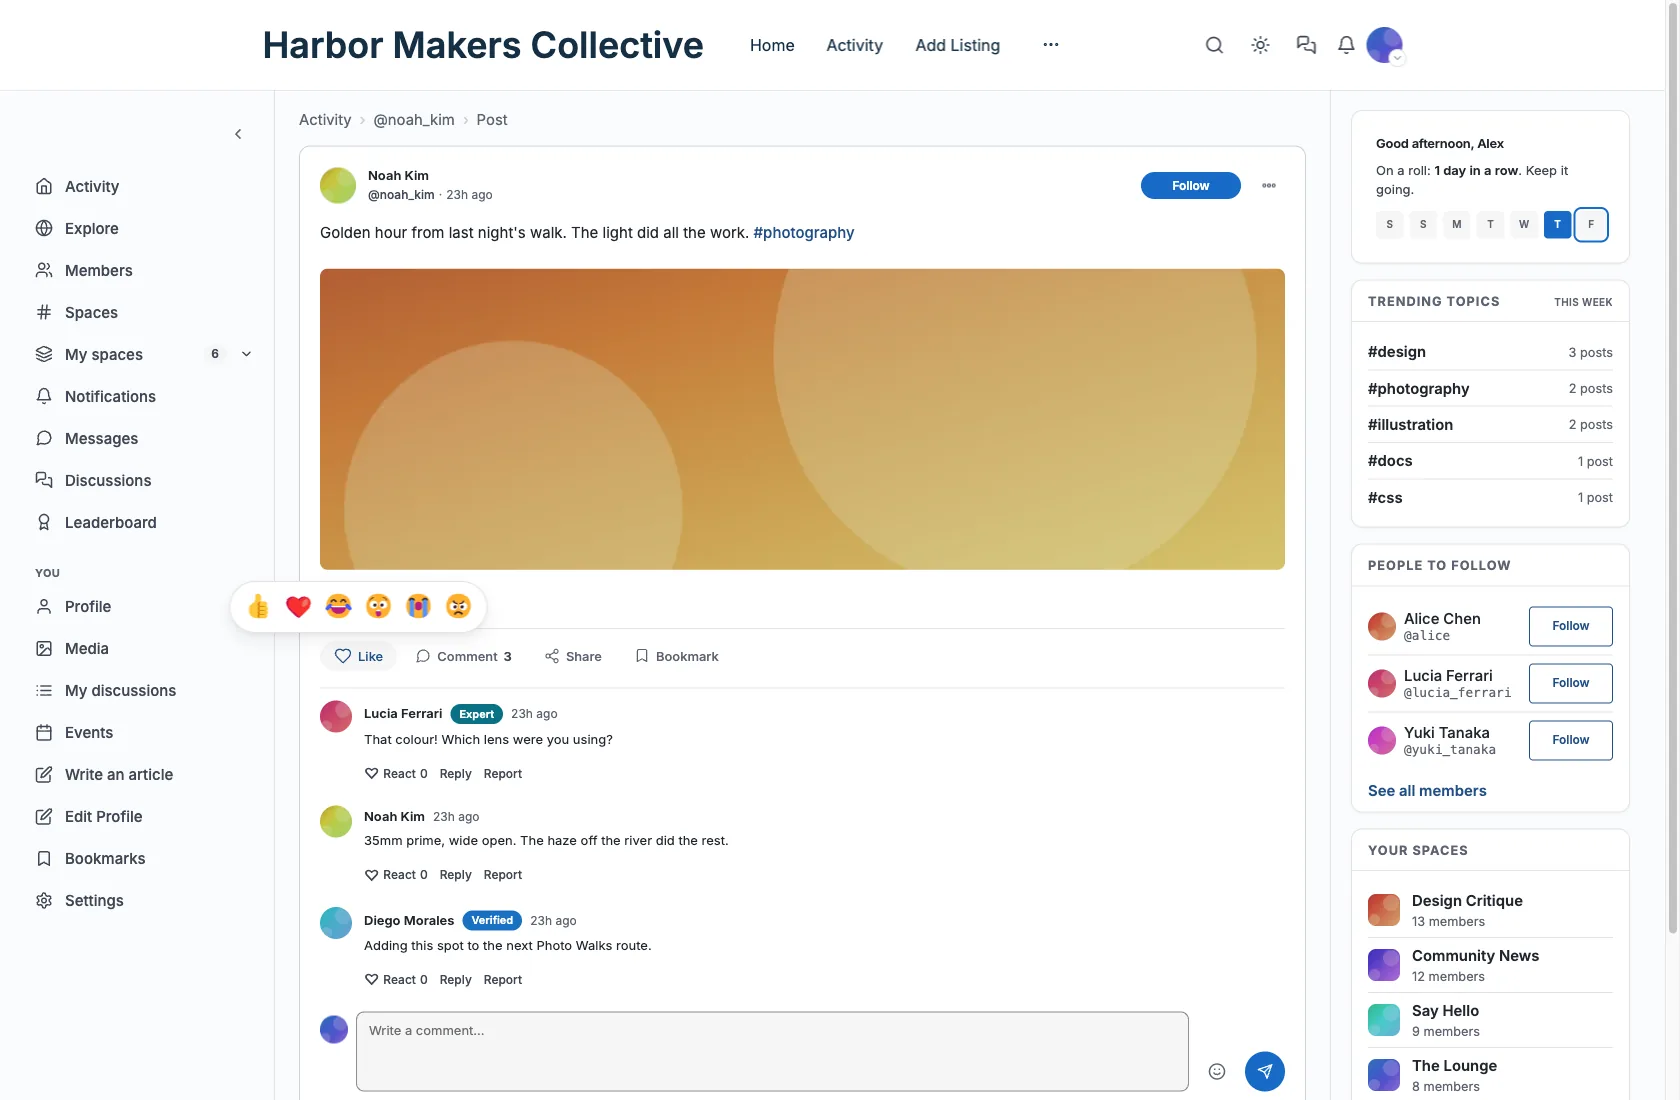 Harbor Makers Collective
Home
Activity
Add Listing
Activity › @noah_kim › Post
Activity
Explore
Members
Spaces
My spaces 6
Notifications
Messages
Discussions
Leaderboard
YOU
Profile
Media
My discussions
Events
Write an article
Edit Profile
Bookmarks
Settings
Noah Kim
@noah_kim · 23h ago
Follow
Golden hour from last night's walk. The light did all the work. #photography
Like
Comment 3
Share
Bookmark
Lucia Ferrari Expert 23h ago
That colour! Which lens were you using?
React 0 Reply Report
Noah Kim 23h ago
35mm prime, wide open. The haze off the river did the rest.
React 0 Reply Report
Diego Morales Verified 23h ago
Adding this spot to the next Photo Walks route.
React 0 Reply Report
Write a comment...
Good afternoon, Alex
On a roll: 1 day in a row. Keep it
going.
S S M T W T F
TRENDING TOPICS THIS WEEK
#design 3 posts
#photography 2 posts
#illustration 2 posts
#docs 1 post
#css 1 post
PEOPLE TO FOLLOW
Alice Chen
@alice
Follow
Lucia Ferrari
@lucia_ferrari
Follow
Yuki Tanaka
@yuki_tanaka
Follow
See all members
YOUR SPACES
Design Critique
13 members
Community News
12 members
Say Hello
9 members
The Lounge
8 members